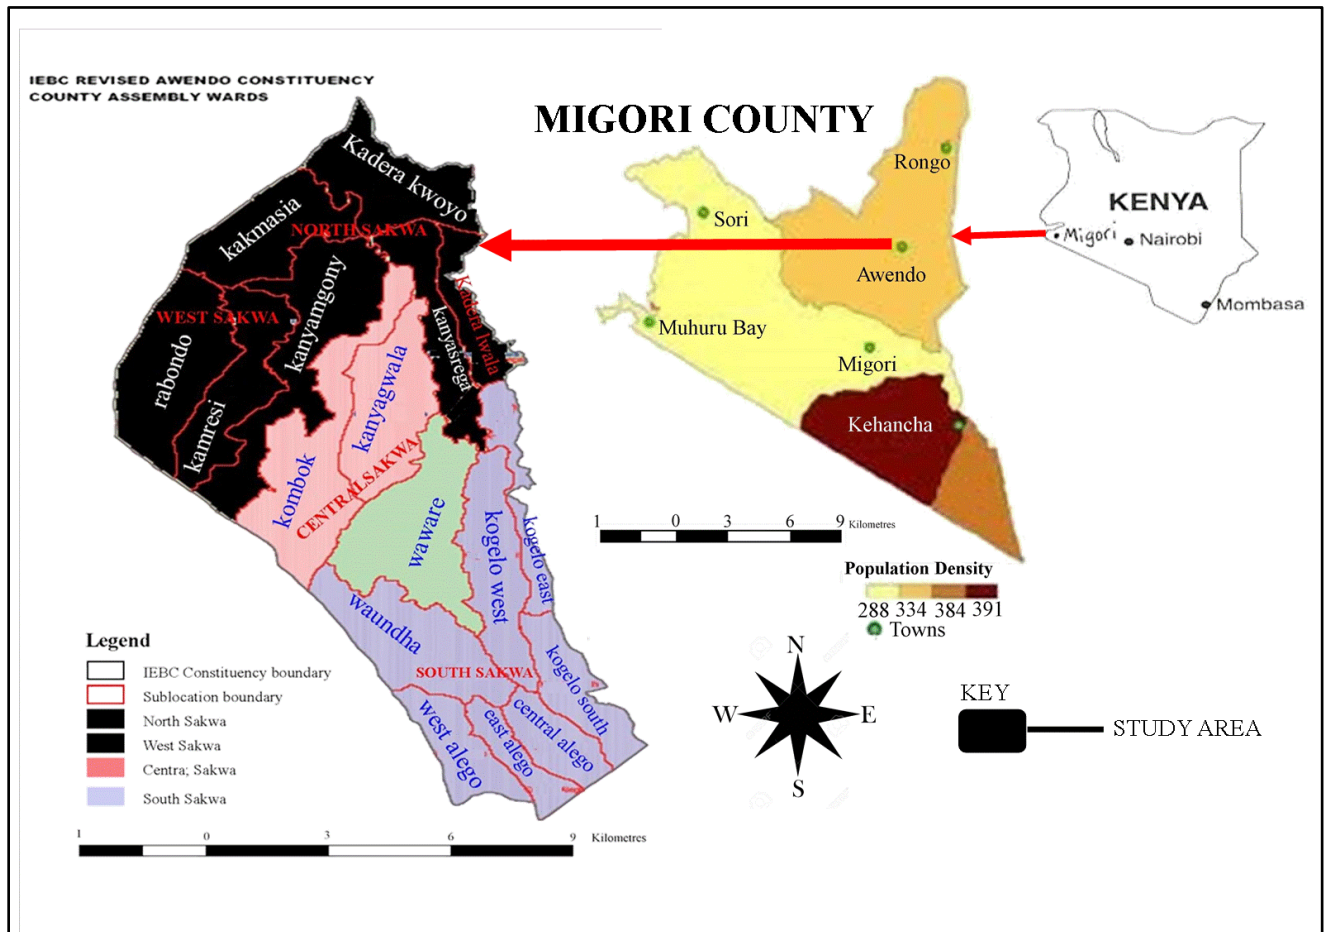 IEBC REVISED AWENDO CONSTITUENCY
COUNTY ASSEMBLY WARDS
MIGORI COUNTY
Kadera kwoyo
kakmasia
NORTH SAKWA
kanyamgony
WEST SAKWA
rabondo
kamresi
Kadera lwala
kanyasrega
kanyagwala
kombok
CENTRALSAKWA
waware
kogelo west
kogelo east
waundha
SOUTH SAKWA
kogelo south
west alego
east alego
central alego
Legend
IEBC Constituency boundary
Sublocation boundary
North Sakwa
West Sakwa
Centra; Sakwa
South Sakwa
1 0 3 6 9 Kilometres
Rongo
Sori
Awendo
Muhuru Bay
Migori
Kehancha
1 0 3 6 9 Kilometres
Population Density
288 334 384 391
Towns
KENYA
Migori
Nairobi
Mombasa
N
W E
S
KEY
STUDY AREA